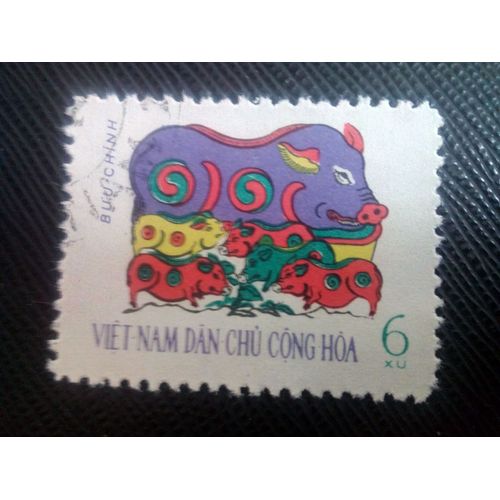 BƯU CHÍNH
VIỆT-NAM DÂN-CHỦ CỘNG HÒA
6
XU